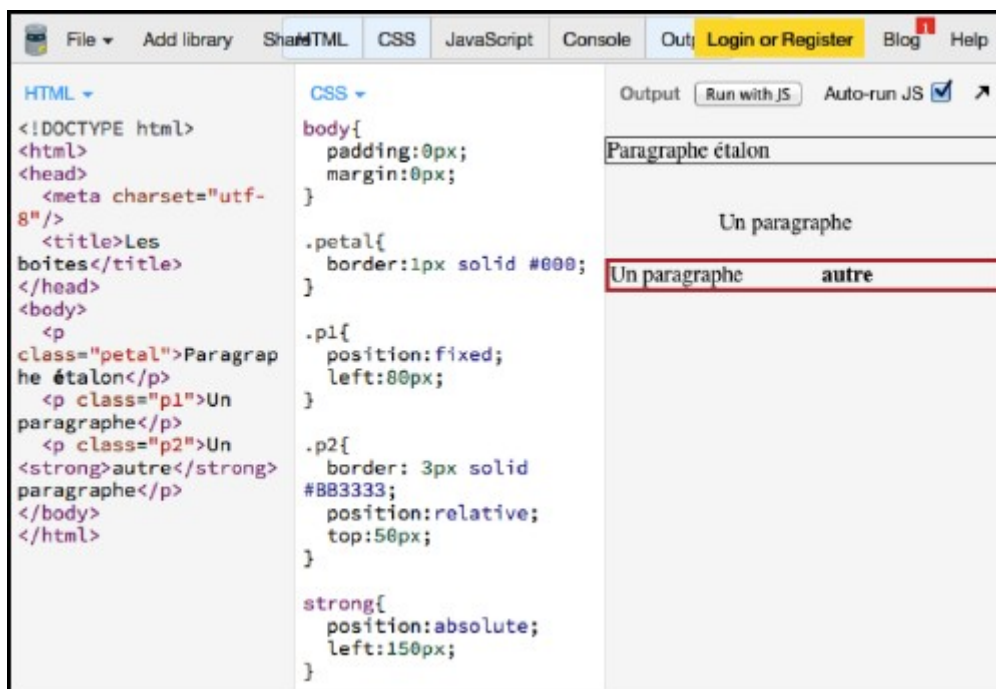 File Add library Share HTML CSS JavaScript Console Login or Register Blog 1 Help
HTML
<!DOCTYPE html>
<html>
<head>
<meta charset="utf-
8"/>
<title>Les
boites</title>
</head>
<body>
<p
class="petal">Paragrap
he étalon</p>
<p class="p1">Un
paragraphe</p>
<p class="p2">Un
<strong>autre</strong>
paragraphe</p>
</body>
</html>
CSS
body{
padding:0px;
margin:0px;
}
.petal{
border:1px solid #000;
}
.p1{
position:fixed;
left:80px;
}
.p2{
border: 3px solid
#BB3333;
position:relative;
top:50px;
}
strong{
position:absolute;
left:150px;
}
Output Run with JS Auto-run JS
Paragraphe étalon
Un paragraphe
Un paragraphe autre